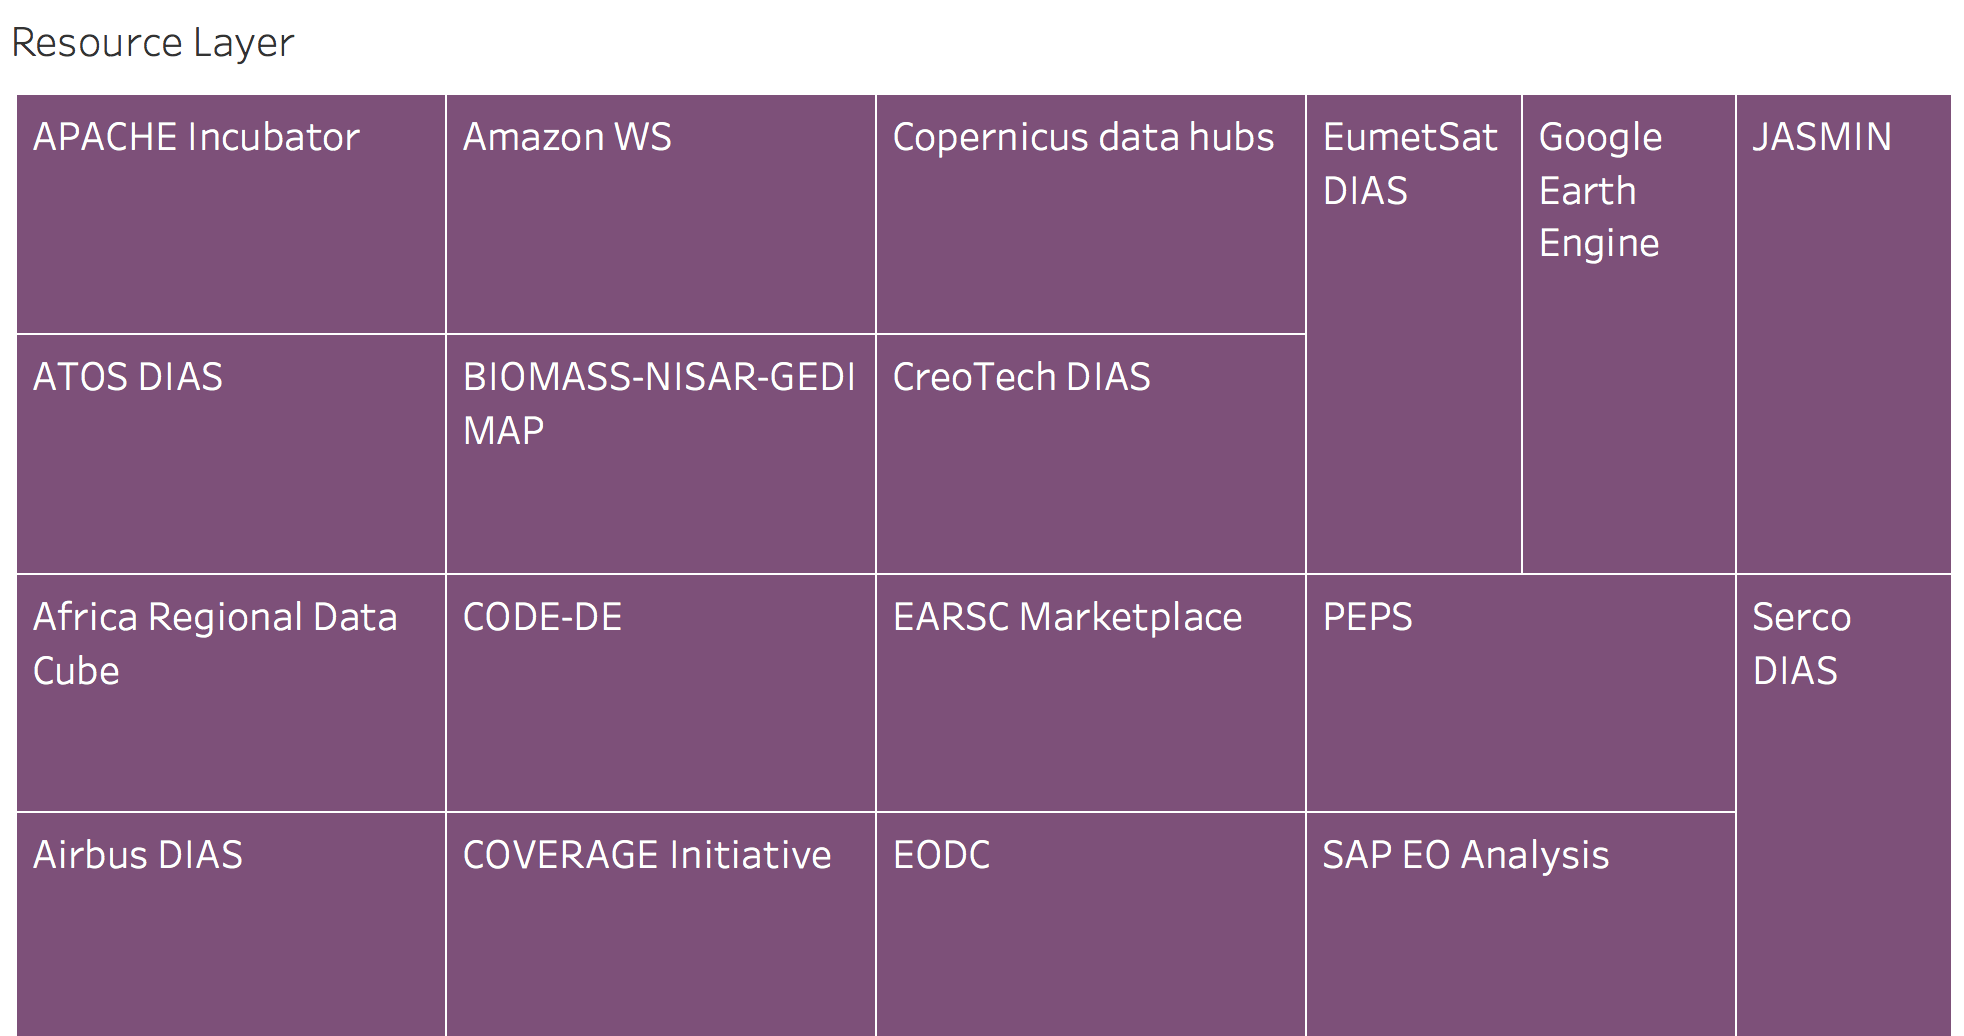 Resource Layer
APACHE Incubator
Amazon WS
Copernicus data hubs
EumetSat
DIAS
Google
Earth
Engine
JASMIN
ATOS DIAS
BIOMASS-NISAR-GEDI
MAP
CreoTech DIAS
Africa Regional Data
Cube
CODE-DE
EARSC Marketplace
PEPS
Serco
DIAS
Airbus DIAS
COVERAGE Initiative
EODC
SAP EO Analysis